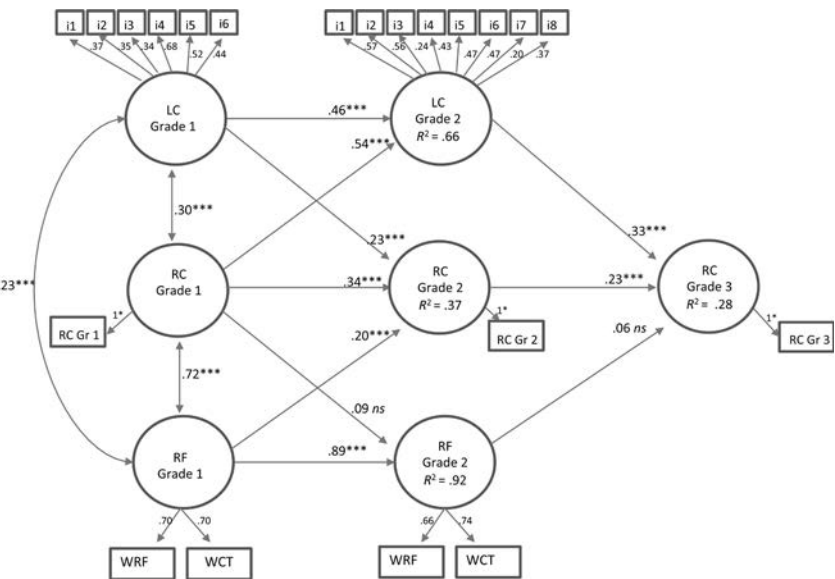 i1 i2 i3 i4 i5 i6
.37 .35 .34 .68 .52 .44
i1 i2 i3 i4 i5 i6 i7 i8
.57 .56 .24 .43 .47 .47 .20 .37
LC
Grade 1
.46***
LC
Grade 2
R² = .66
.54***
.30***
.23***
.33***
23***
RC
Grade 1
.34***
RC
Grade 2
R² = .37
.23***
RC
Grade 3
R² = .28
1*
RC Gr 1
1*
RC Gr 2
1*
RC Gr 3
.20***
.06 ns
.72***
.09 ns
RF
Grade 1
.89***
RF
Grade 2
R² = .92
.70 .70
.66 .74
WRF WCT
WRF WCT